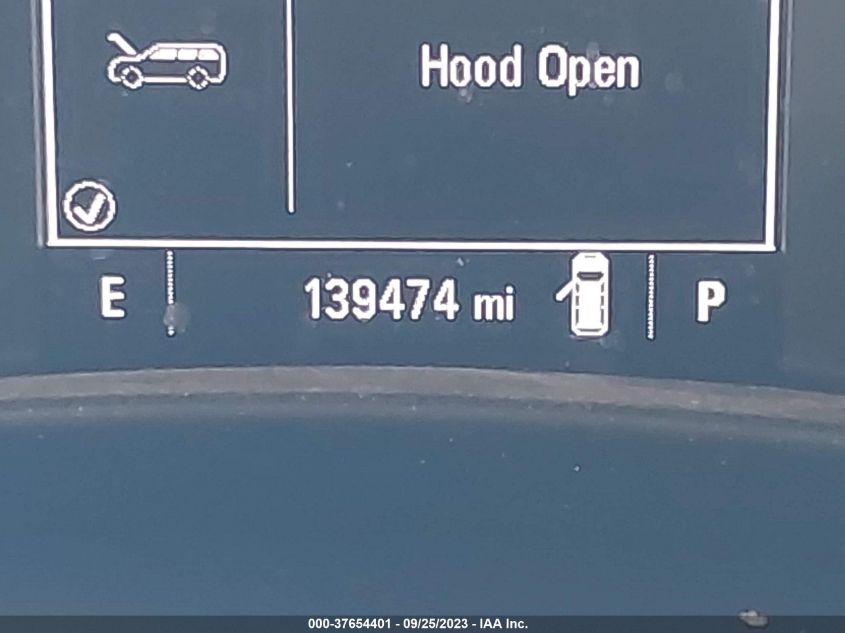 Hood Open
E 139474 mi P
000-37654401 - 09/25/2023 - IAA Inc.